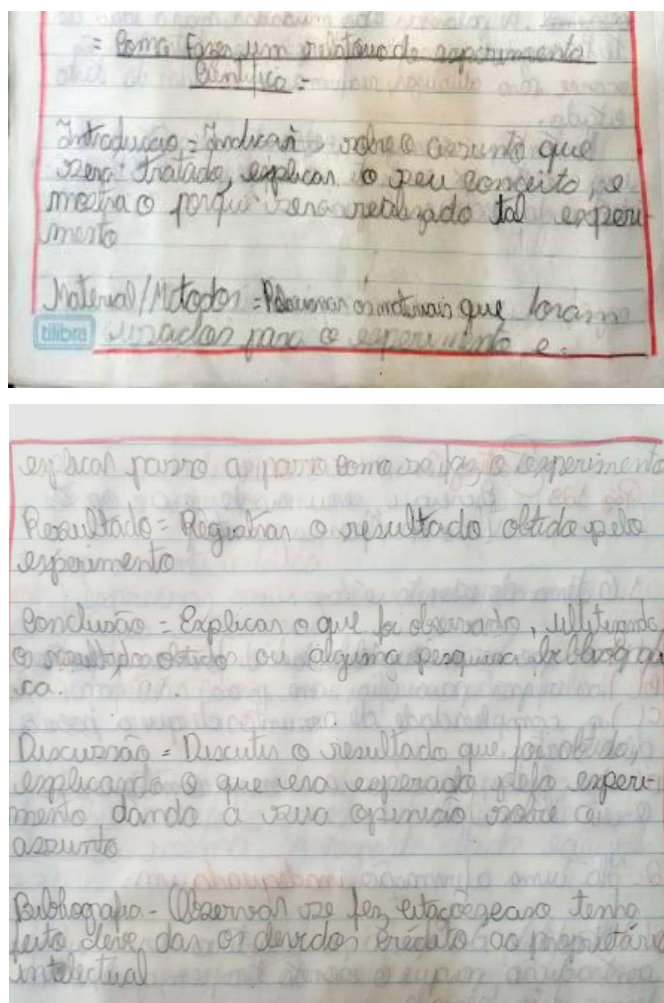 = Como fazer um relatório de experimento
Científico =
Introdução = Indicar sobre o assunto que
será tratado, explicar o seu conceito, e
mostra o porquê será realizado tal experi-
mento
Material/Métodos = Relacionar os materiais que foram
tilibra
usados para o experimento e
explicar passo a passo como se faz o experimento
Resultado = Registrar o resultado obtido pelo
experimento
Conclusão = Explicar o que foi observado,
os resultados obtidos ou alguma pesquisa bibliográfi
ca.
Discussão = Discutir o resultado que foi obtido,
explicando o que era esperado pelo experi-
mento dando a sua opinião sobre o
assunto
Bibliografia - Observar se fez citações caso tenha
feito deve dar os devidos crédito ao proprietário
intelectual